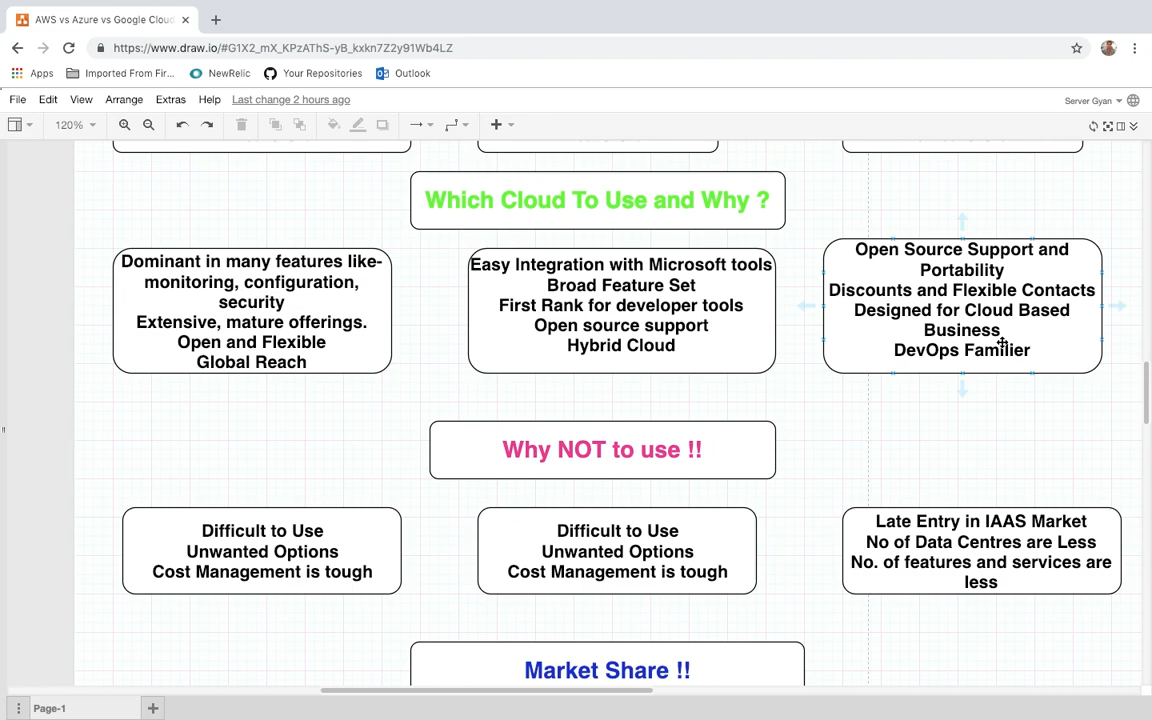 AWS vs Azure vs Google Cloud
https://www.draw.io/#G1X2_mX_KPzAThS-yB_kxkn7Z2y91Wb4LZ
Apps
Imported From Fir...
NewRelic
Your Repositories
Outlook
File Edit View Arrange Extras Help Last change 2 hours ago
Server Gyan
120%
Which Cloud To Use and Why ?
Dominant in many features like-
monitoring, configuration,
security
Extensive, mature offerings.
Open and Flexible
Global Reach
Easy Integration with Microsoft tools
Broad Feature Set
First Rank for developer tools
Open source support
Hybrid Cloud
Open Source Support and
Portability
Discounts and Flexible Contacts
Designed for Cloud Based
Business
DevOps Familier
Why NOT to use !!
Difficult to Use
Unwanted Options
Cost Management is tough
Difficult to Use
Unwanted Options
Cost Management is tough
Late Entry in IAAS Market
No of Data Centres are Less
No. of features and services are
less
Market Share !!
Page-1